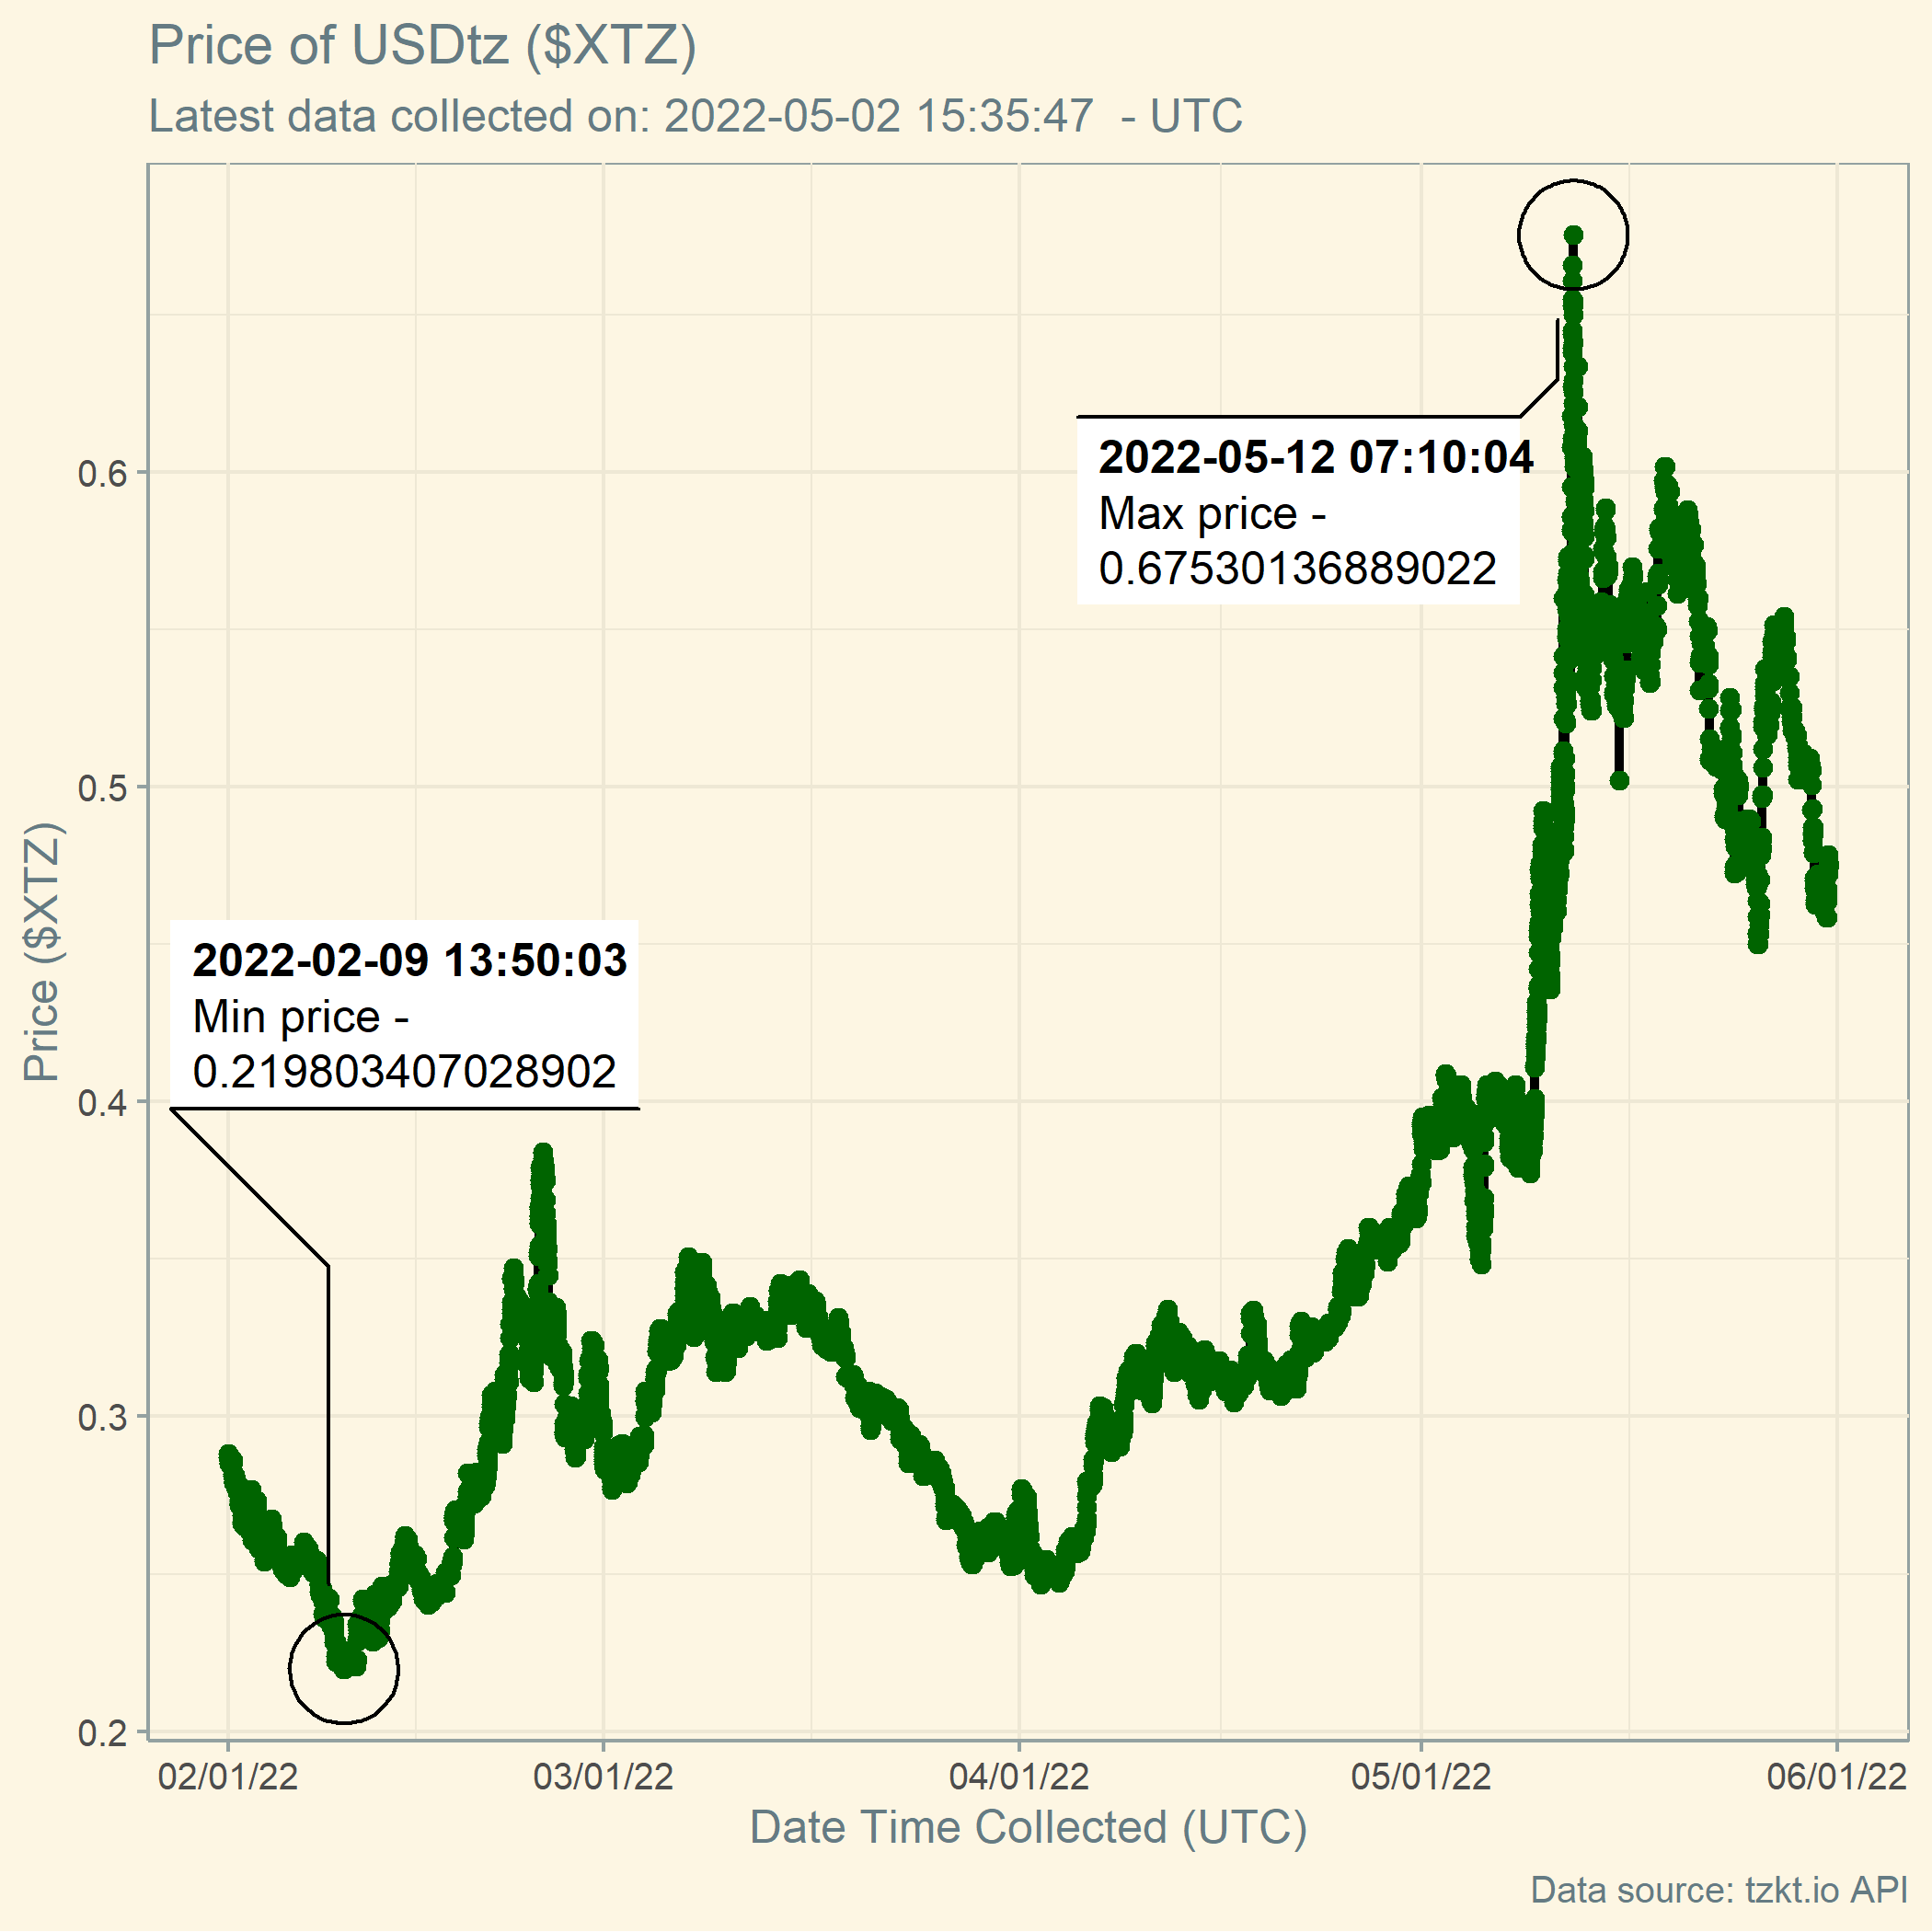 Price of USDtz ($XTZ)
Latest data collected on: 2022-05-02 15:35:47  - UTC
2022-05-12 07:10:04
Max price -
0.67530136889022
2022-02-09 13:50:03
Min price -
0.219803407028902
Price ($XTZ)
0.6
0.5
0.4
0.3
0.2
02/01/22
03/01/22
04/01/22
05/01/22
06/01/22
Date Time Collected (UTC)
Data source: tzkt.io API